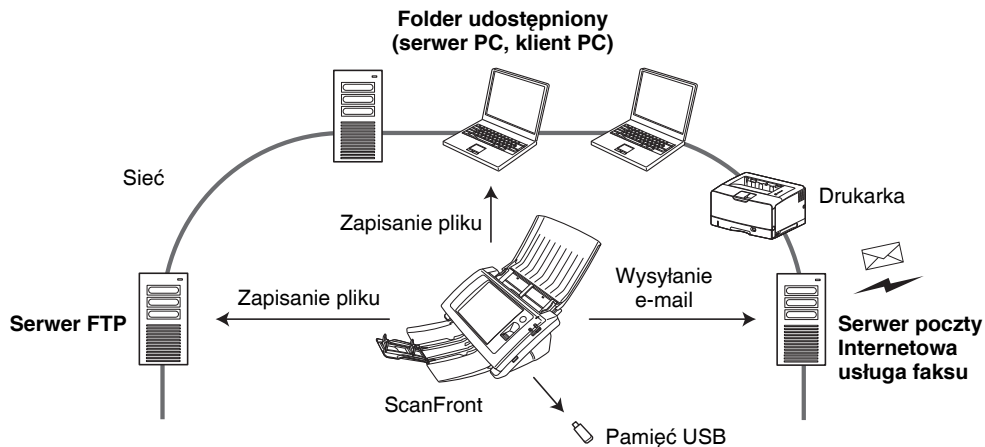 Folder udostępniony
(serwer PC, klient PC)
Sieć
Drukarka
Zapisanie pliku
Wysyłanie
e-mail
Zapisanie pliku
Serwer FTP
Serwer poczty
Internetowa
usługa faksu
ScanFront
Pamięć USB